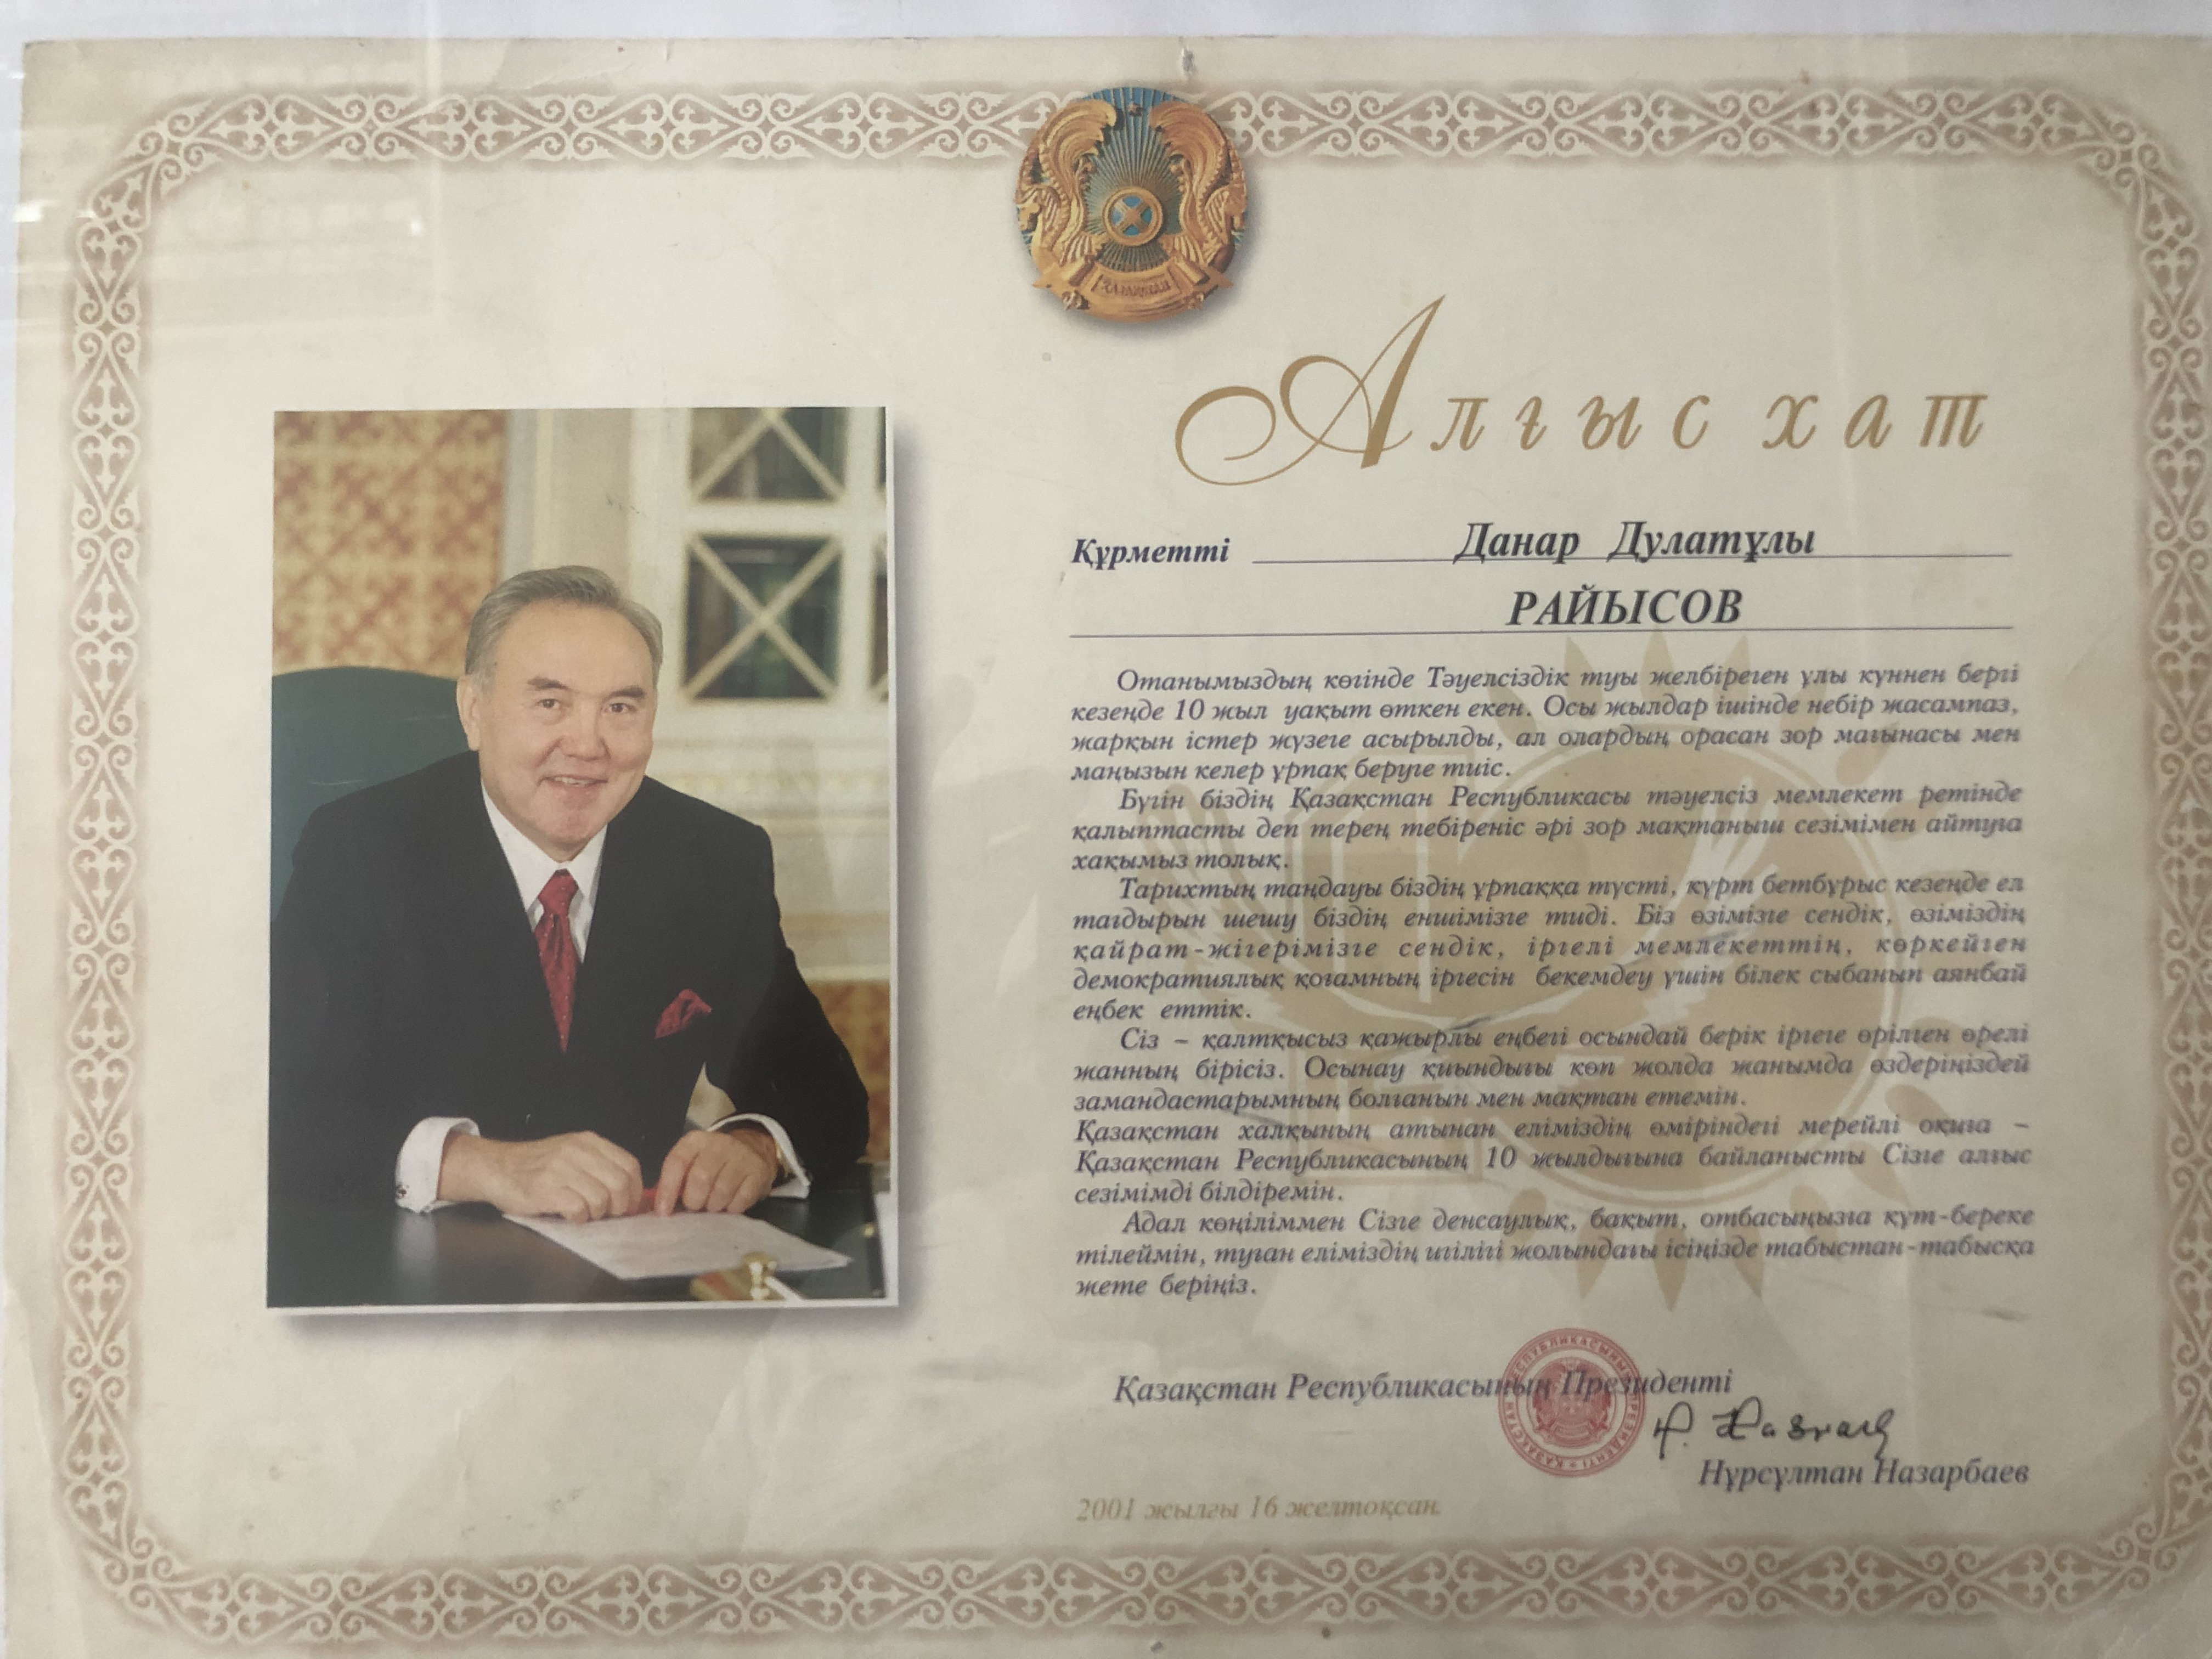 ҚАЗАҚСТАН
Алғыс хат
Құрметті Данар Дулатұлы
РАЙЫСОВ
Отанымыздың көгінде Тәуелсіздік туы желбіреген ұлы күннен бергі
кезеңде 10 жыл уақыт өткен екен. Осы жылдар ішінде небір жасампаз,
жарқын істер жүзеге асырылды, ал олардың орасан зор мағынасы мен
маңызын келер ұрпақ беруге тиіс.
Бүгін біздің Қазақстан Республикасы тәуелсіз мемлекет ретінде
қалыптасты деп терең тебіреніс әрі зор мақтаныш сезімімен айтуға
хақымыз толық.
Тарихтың таңдауы біздің ұрпаққа түсті, күрт бетбұрыс кезеңде ел
тағдырын шешу біздің еншімізге тиді. Біз өзімізге сендік, өзіміздің
қайрат-жігерімізге сендік, іргелі мемлекеттің, көркейген
демократиялық қоғамның іргесін бекемдеу үшін білек сыбанып аянбай
еңбек еттік.
Сіз – қалтқысыз қажырлы еңбегі осындай берік іргеге өрілген өрелі
жанның бірісіз. Осынау қиындығы көп жолда жанымда өздеріңіздей
замандастарымның болғанын мен мақтан етемін.
Қазақстан халқының атынан еліміздің өміріндегі мерейлі оқиға –
Қазақстан Республикасының 10 жылдығына байланысты Сізге алғыс
сезімімді білдіремін.
Адал көңіліммен Сізге денсаулық, бақыт, отбасыңызға құт-береке
тілеймін, туған еліміздің игілігі жолындағы ісіңізде табыстан-табысқа
жете беріңіз.
Қазақстан Республикасының Президенті
ҚАЗАҚСТАН РЕСПУБЛИКАСЫНЫҢ ПРЕЗИДЕНТІ
Нұрсұлтан Назарбаев
2001 жылғы 16 желтоқсан.